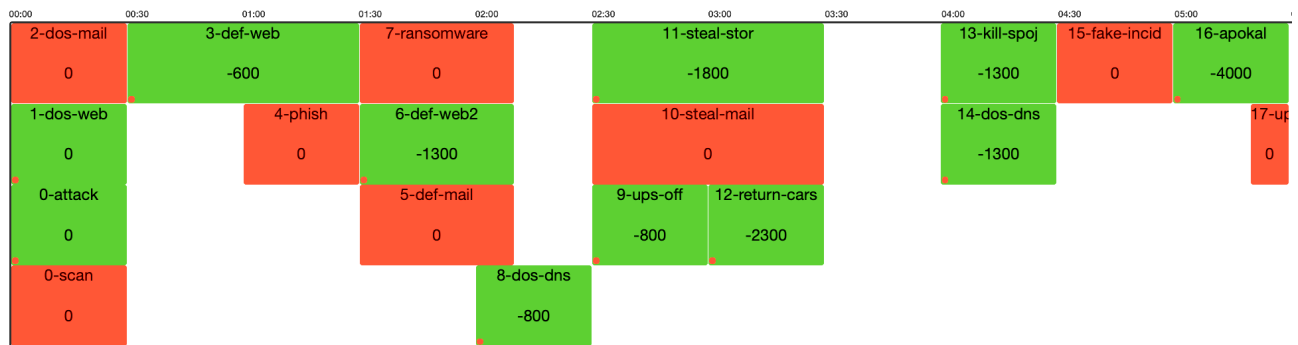 00:00 00:30 01:00 01:30 02:00 02:30 03:00 03:30 04:00 04:30 05:00
2-dos-mail 3-def-web 7-ransomware 11-steal-stor 13-kill-spoj 15-fake-incid 16-apokal
0 -600 0 -1800 -1300 0 -4000
1-dos-web 4-phish 6-def-web2 10-steal-mail 14-dos-dns 17-up
0 0 -1300 0 -1300 0
0-attack 5-def-mail 9-ups-off 12-return-cars
0 0 -800 -2300
0-scan 8-dos-dns
0 -800